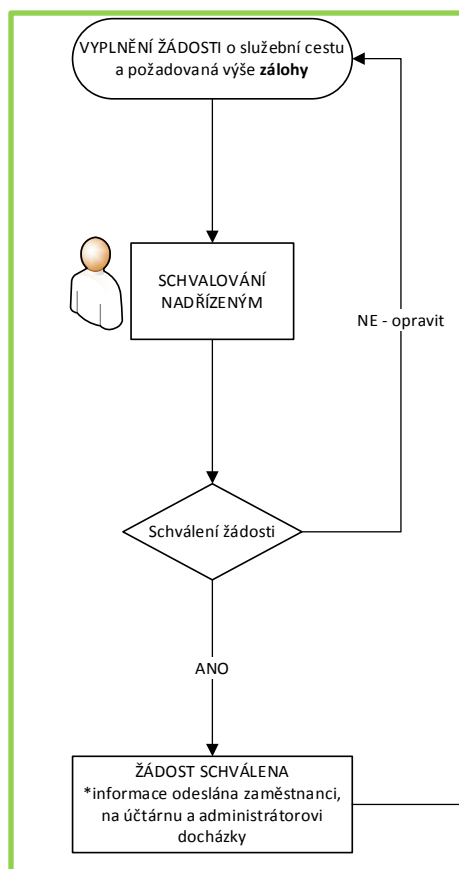 VYPLNĚNÍ ŽÁDOSTI o služební cestu
a požadovaná výše zálohy
SCHVALOVÁNÍ
NADŘÍZENÝM
NE - opravit
Schválení žádosti
ANO
ŽÁDOST SCHVÁLENA
*informace odeslána zaměstnanci,
na účtárnu a administrátorovi
docházky